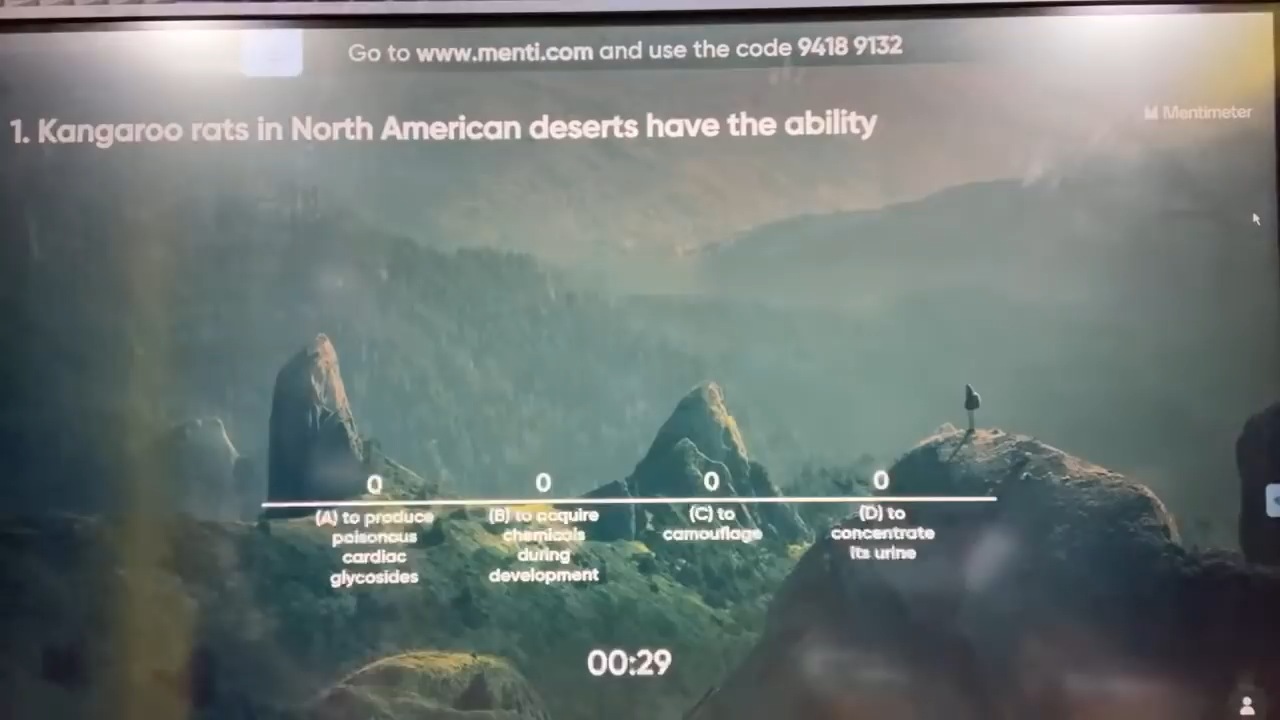 Go to www.menti.com and use the code 9418 9132
Mentimeter
1. Kangaroo rats in North American deserts have the ability
0
0
0
0
(A) to produce
poisonous
cardiac
glycosides
(B) to acquire
chemicals
during
development
(C) to
camouflage
(D) to
concentrate
its urine
00:29